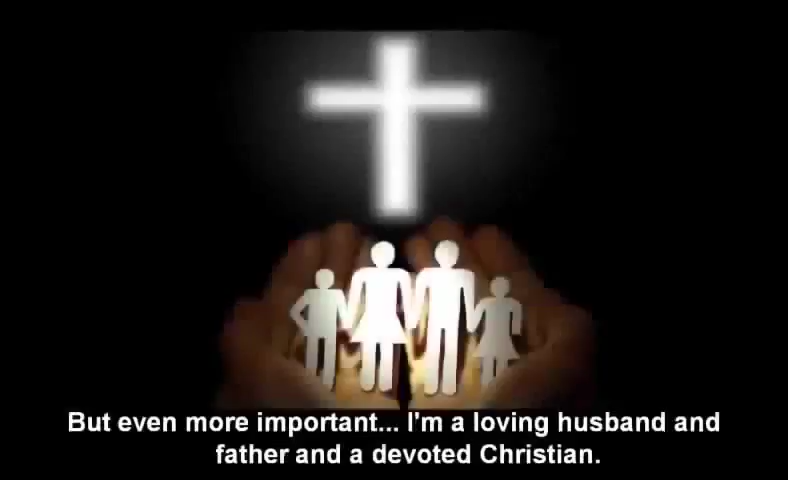 But even more important... I'm a loving husband and
father and a devoted Christian.